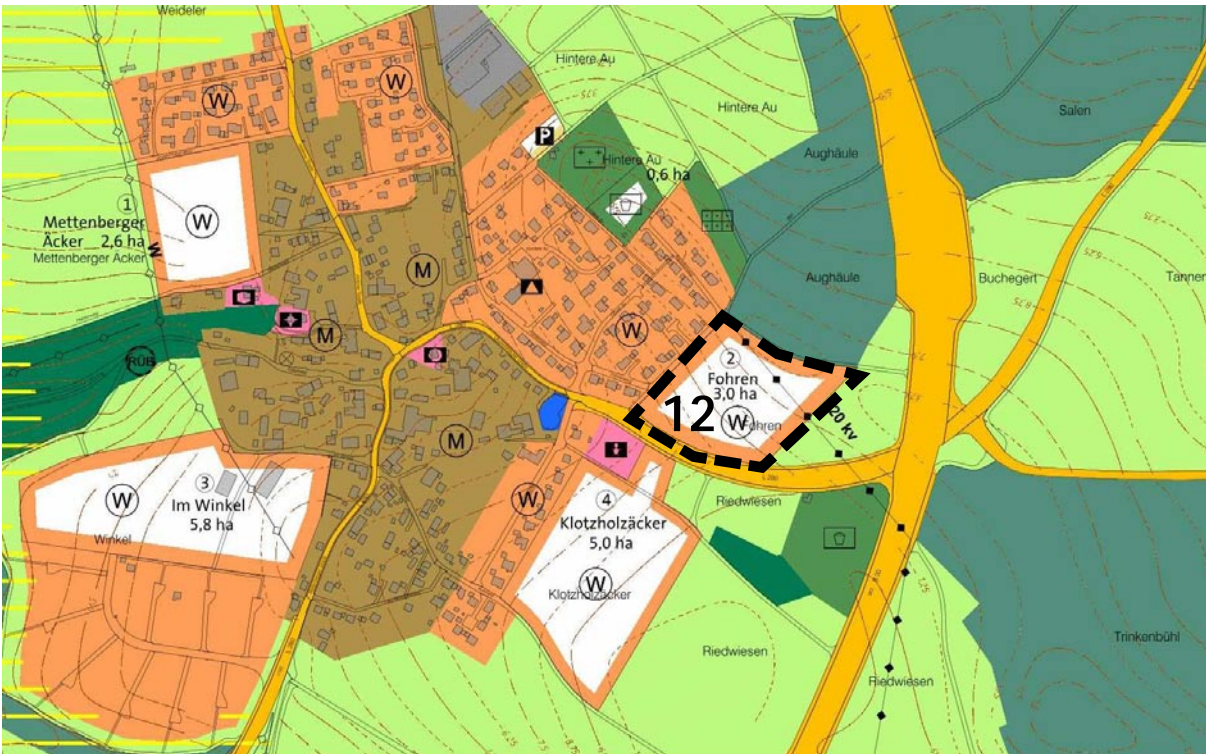 Weideler
Hintere Au
W
W
Hintere Au
Salen
P
Hintere Au
0,6 ha
Aughäule
1
Mettenberger
Äcker 2,6 ha
Mettenberger Äcker
W
W
M
Aughäule
Buchegert
Tannen
M
W
RÜB
2
Fohren
3,0 ha
12
W
Fohren
20 kv
M
3
Im Winkel
5,8 ha
W
Winkel
W
4
Klotzholzäcker
5,0 ha
W
Klotzholzäcker
Riedwiesen
Riedwiesen
Riedwiesen
Trinkenbühl